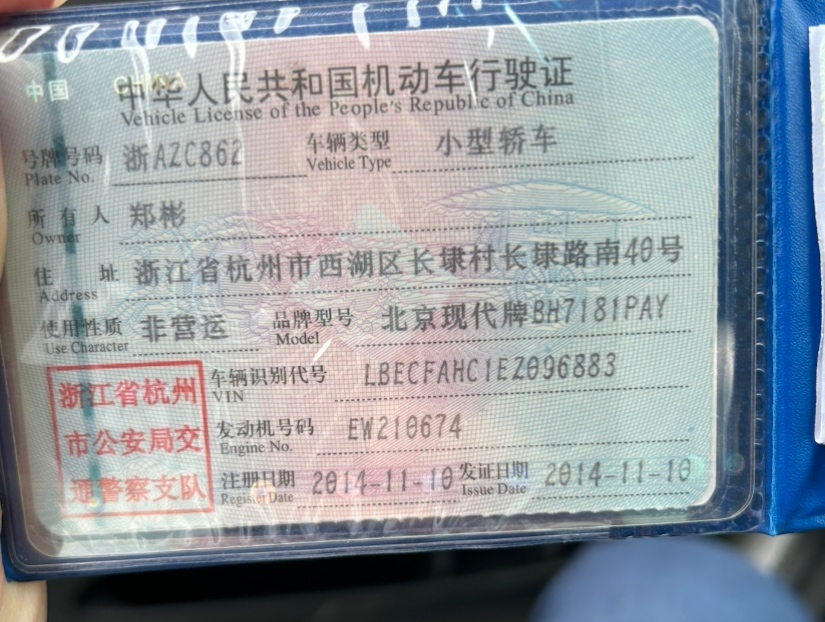 中国 CHINA
中华人民共和国机动车行驶证
Vehicle License of the People's Republic of China
号牌号码 浙AZC862 车辆类型 小型轿车
Plate No. Vehicle Type
所有人 郑彬
Owner
住址 浙江省杭州市西湖区长埭村长埭路南40号
Address
使用性质 非营运 品牌型号 北京现代牌BH7181PAY
Use Character Model
浙江省杭州 车辆识别代号 LBECFAHC1EZ096883
VIN
市公安局交 发动机号码 EW210674
Engine No.
通警察支队 注册日期 2014-11-10 发证日期 2014-11-10
Register Date Issue Date